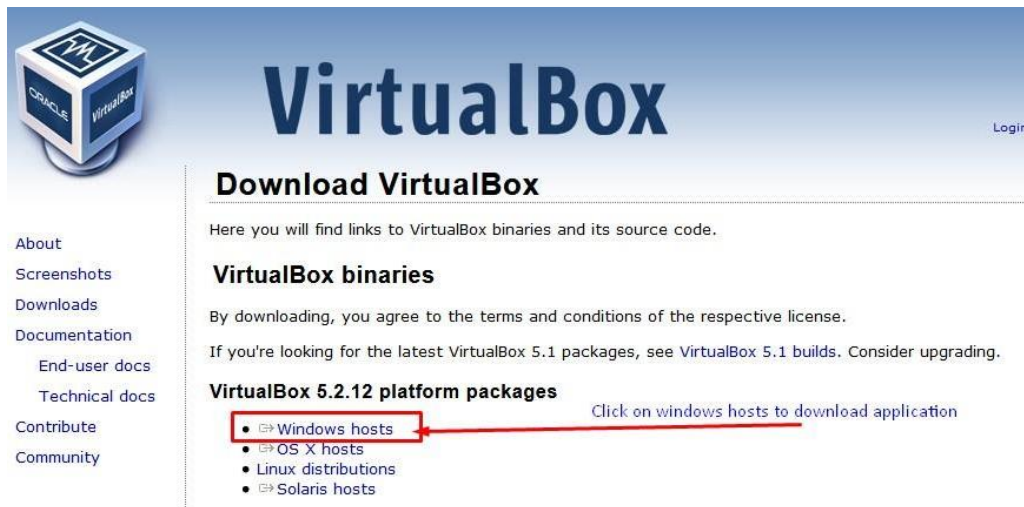 ORACLE
VirtualBox
VirtualBox
Login
Download VirtualBox
Here you will find links to VirtualBox binaries and its source code.
About
Screenshots
Downloads
Documentation
End-user docs
Technical docs
Contribute
Community
VirtualBox binaries
By downloading, you agree to the terms and conditions of the respective license.
If you're looking for the latest VirtualBox 5.1 packages, see VirtualBox 5.1 builds. Consider upgrading.
VirtualBox 5.2.12 platform packages
Click on windows hosts to download application
• Windows hosts
• OS X hosts
• Linux distributions
• Solaris hosts